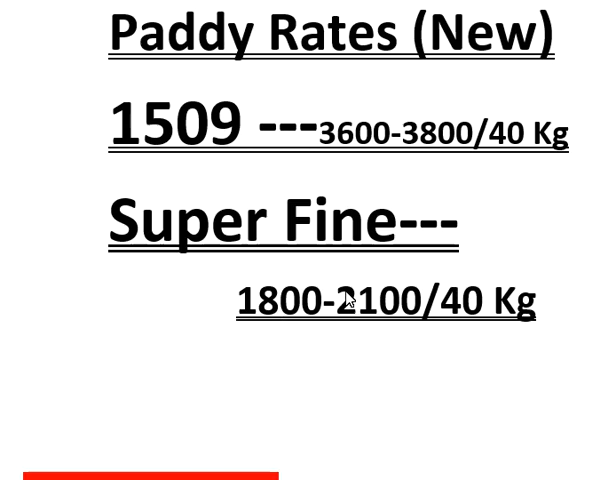 Paddy Rates (New)
1509 ---3600-3800/40 Kg
Super Fine---
1800-2100/40 Kg